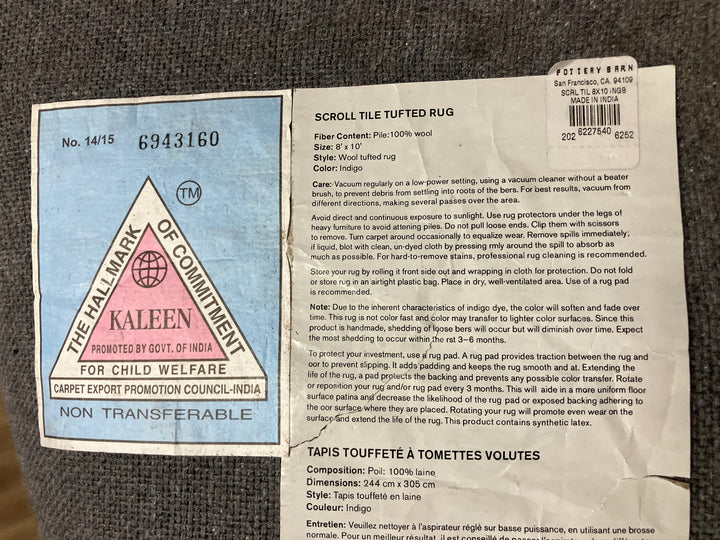 No. 14/15 6943160
TM
THE HALLMARK OF COMMITMENT
KALEEN
PROMOTED BY GOVT. OF INDIA
FOR CHILD WELFARE
CARPET EXPORT PROMOTION COUNCIL-INDIA
NON TRANSFERABLE
POTTERY BARN
San Francisco, CA. 94109
SCRL TIL 8X10 INGB
MADE IN INDIA
202 6227640 6252
SCROLL TILE TUFTED RUG
Fiber Content: Pile:100% wool
Size: 8' x 10'
Style: Wool tufted rug
Color: Indigo
Care: Vacuum regularly on a low-power setting, using a vacuum cleaner without a beater
brush, to prevent debris from settling into roots of the bers. For best results, vacuum from
different directions, making several passes over the area.
Avoid direct and continuous exposure to sunlight. Use rug protectors under the legs of
heavy furniture to avoid attening piles. Do not pull loose ends. Clip them with scissors
to remove. Turn carpet around occasionally to equalize wear. Remove spills immediately;
if liquid, blot with clean, un-dyed cloth by pressing rmly around the spill to absorb as
much as possible. For hard-to-remove stains, professional rug cleaning is recommended.
Store your rug by rolling it front side out and wrapping in cloth for protection. Do not fold
or store rug in an airtight plastic bag. Place in dry, well-ventilated area. Use of a rug pad
is recommended.
Note: Due to the inherent characteristics of indigo dye, the color will soften and fade over
time. This rug is not color fast and color may transfer to lighter color surfaces. Since this
product is handmade, shedding of loose bers will occur but will diminish over time. Expect
the most shedding to occur within the rst 3–6 months.
To protect your investment, use a rug pad. A rug pad provides traction between the rug and
oor to prevent slipping. It adds padding and keeps the rug smooth and at. Extending the
life of the rug, a pad protects the backing and prevents any possible color transfer. Rotate
or reposition your rug and/or rug pad every 3 months. This will aide in a more uniform floor
surface patina and decrease the likelihood of the rug pad or exposed backing adhering to
the oor surface where they are placed. Rotating your rug will promote even wear on the
surface and extend the life of the rug. This product contains synthetic latex.
TAPIS TOUFFETÉ À TOMETTES VOLUTES
Composition: Poil: 100% laine
Dimensions: 244 cm x 305 cm
Style: Tapis touffeté en laine
Couleur: Indigo
Entretien: Veuillez nettoyer à l'aspirateur réglé sur basse puissance, en utilisant une brosse
normale. Pour un meilleur résultat, il est conseillé de passer l'aspirateur